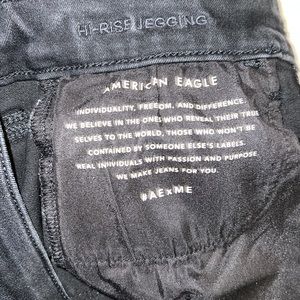 HI-RISE JEGGING
AMERICAN EAGLE
INDIVIDUALITY, FREEDOM, AND DIFFERENCE.
WE BELIEVE IN THE ONES WHO REVEAL THEIR TRUE
SELVES TO THE WORLD, THOSE WHO WON'T BE
CONTAINED BY SOMEONE ELSE'S LABELS.
REAL INDIVIDUALS WITH PASSION AND PURPOSE
WE MAKE JEANS FOR YOU.
#AExME